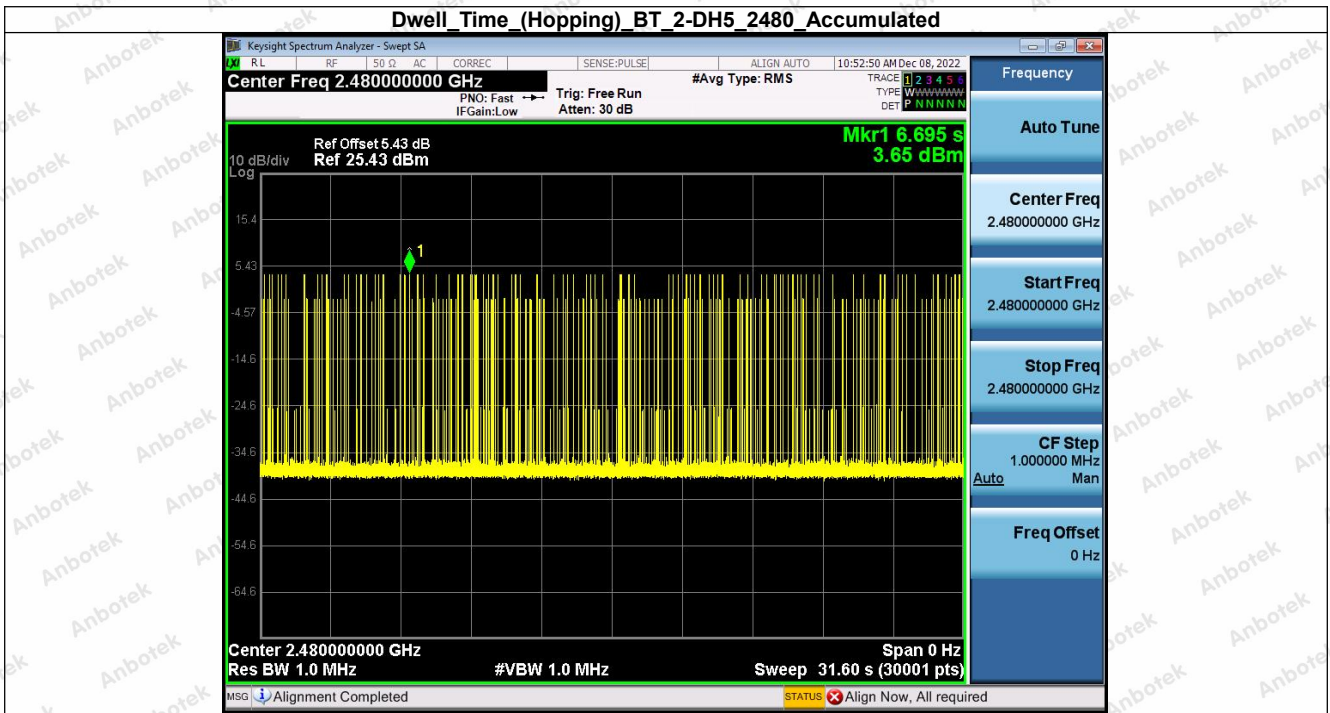 Dwell_Time_(Hopping)_BT_2-DH5_2480_Accumulated
Keysight Spectrum Analyzer - Swept SA
LXI RL RF 50 Ω AC CORREC SENSE:PULSE ALIGN AUTO 10:52:50 AM Dec 08, 2022
Center Freq 2.480000000 GHz
PNO: Fast
IFGain:Low
Trig: Free Run
Atten: 30 dB
#Avg Type: RMS
TRACE 1 2 3 4 5 6
TYPE WWWWWW
DET P N N N N N
Frequency
Mkr1 6.695 s
3.65 dBm
Ref Offset 5.43 dB
10 dB/div Ref 25.43 dBm
Log
15.4
1
5.43
-4.57
-14.6
-24.6
-34.6
-44.6
-54.6
-64.6
Center 2.480000000 GHz Span 0 Hz
Res BW 1.0 MHz #VBW 1.0 MHz Sweep 31.60 s (30001 pts)
Auto Tune
Center Freq
2.480000000 GHz
Start Freq
2.480000000 GHz
Stop Freq
2.480000000 GHz
CF Step
1.000000 MHz
Auto Man
Freq Offset
0 Hz
MSG Alignment Completed STATUS Align Now, All required
Anbotek